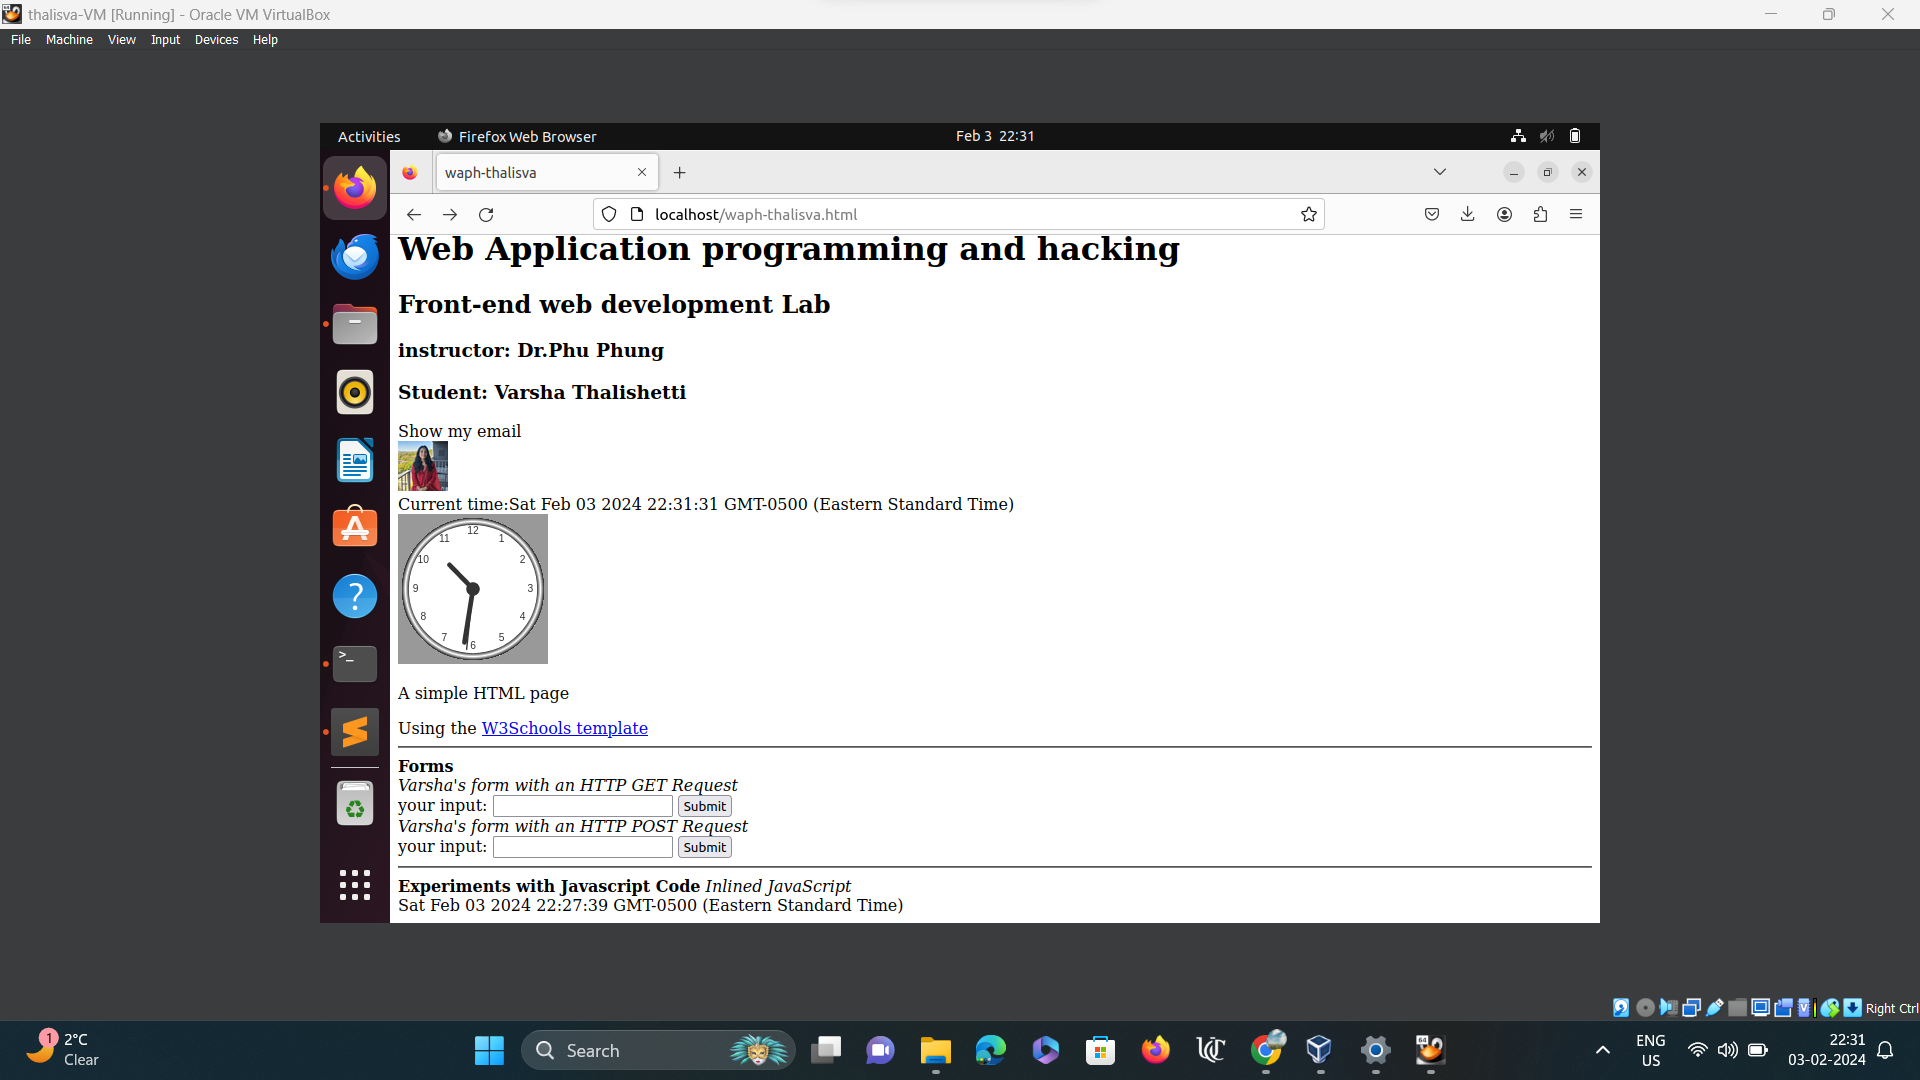 thalisva-VM [Running] - Oracle VM VirtualBox
File Machine View Input Devices Help
Activities Firefox Web Browser Feb 3 22:31
waph-thalisva
localhost/waph-thalisva.html
Web Application programming and hacking
Front-end web development Lab
instructor: Dr.Phu Phung
Student: Varsha Thalishetti
Show my email
Current time:Sat Feb 03 2024 22:31:31 GMT-0500 (Eastern Standard Time)
12
11 1
10 2
9 3
8 4
7 5
6
A simple HTML page
Using the W3Schools template
Forms
Varsha's form with an HTTP GET Request
your input: Submit
Varsha's form with an HTTP POST Request
your input: Submit
Experiments with Javascript Code Inlined JavaScript
Sat Feb 03 2024 22:27:39 GMT-0500 (Eastern Standard Time)
Right Ctrl
1 2°C
Clear
Search
ENG
US
22:31
03-02-2024